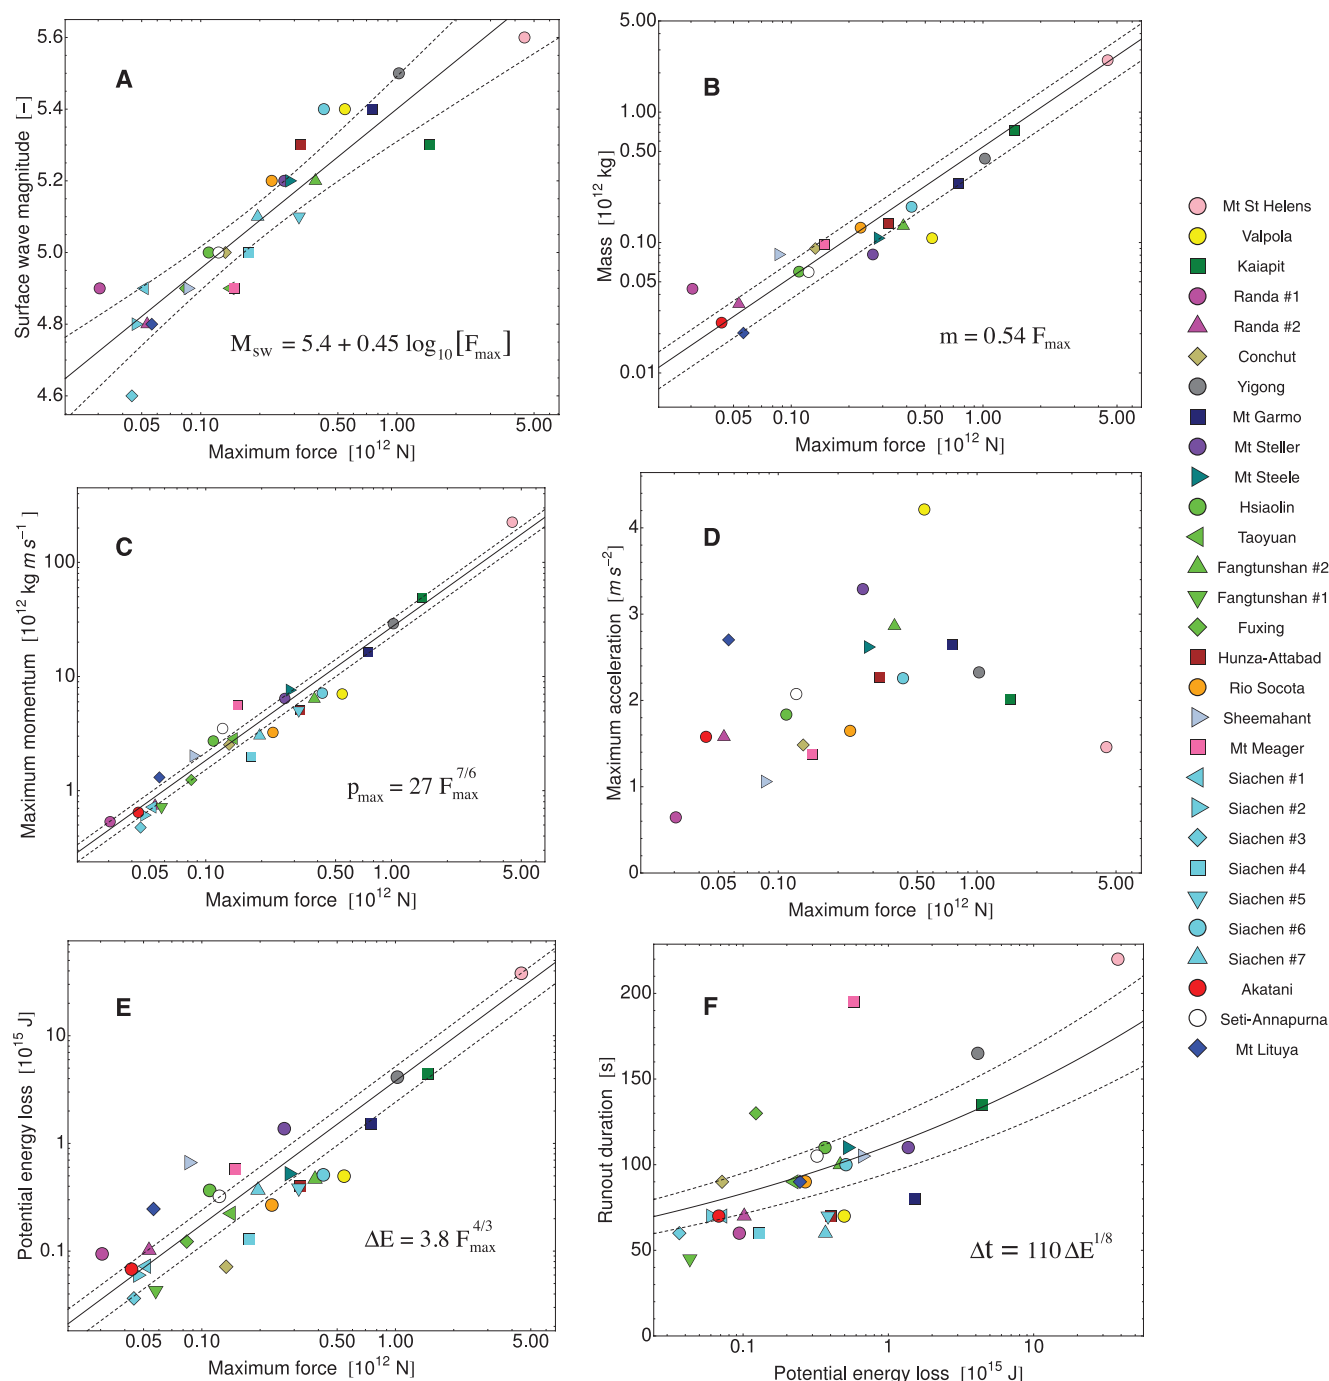 A
Surface wave magnitude [–]
5.6
5.4
5.2
5.0
4.8
4.6
M_SW = 5.4 + 0.45 log_10 [F_max]
0.05 0.10 0.50 1.00 5.00
Maximum force [10^12 N]
B
Mass [10^12 kg]
5.00
1.00
0.50
0.10
0.05
0.01
m = 0.54 F_max
0.05 0.10 0.50 1.00 5.00
Maximum force [10^12 N]
C
Maximum momentum [10^12 kg m s^−1]
100
10
1
p_max = 27 F_max^7/6
0.05 0.10 0.50 1.00 5.00
Maximum force [10^12 N]
D
Maximum acceleration [m s^−2]
4
3
2
1
0
0.05 0.10 0.50 1.00 5.00
Maximum force [10^12 N]
E
Potential energy loss [10^15 J]
10
1
0.1
ΔE = 3.8 F_max^4/3
0.05 0.10 0.50 1.00 5.00
Maximum force [10^12 N]
F
Runout duration [s]
200
150
100
50
0
Δt = 110 ΔE^1/8
0.1 1 10
Potential energy loss [10^15 J]
Mt St Helens
Valpola
Kaiapit
Randa #1
Randa #2
Conchut
Yigong
Mt Garmo
Mt Steller
Mt Steele
Hsiaolin
Taoyuan
Fangtunshan #2
Fangtunshan #1
Fuxing
Hunza-Attabad
Rio Socota
Sheemahant
Mt Meager
Siachen #1
Siachen #2
Siachen #3
Siachen #4
Siachen #5
Siachen #6
Siachen #7
Akatani
Seti-Annapurna
Mt Lituya